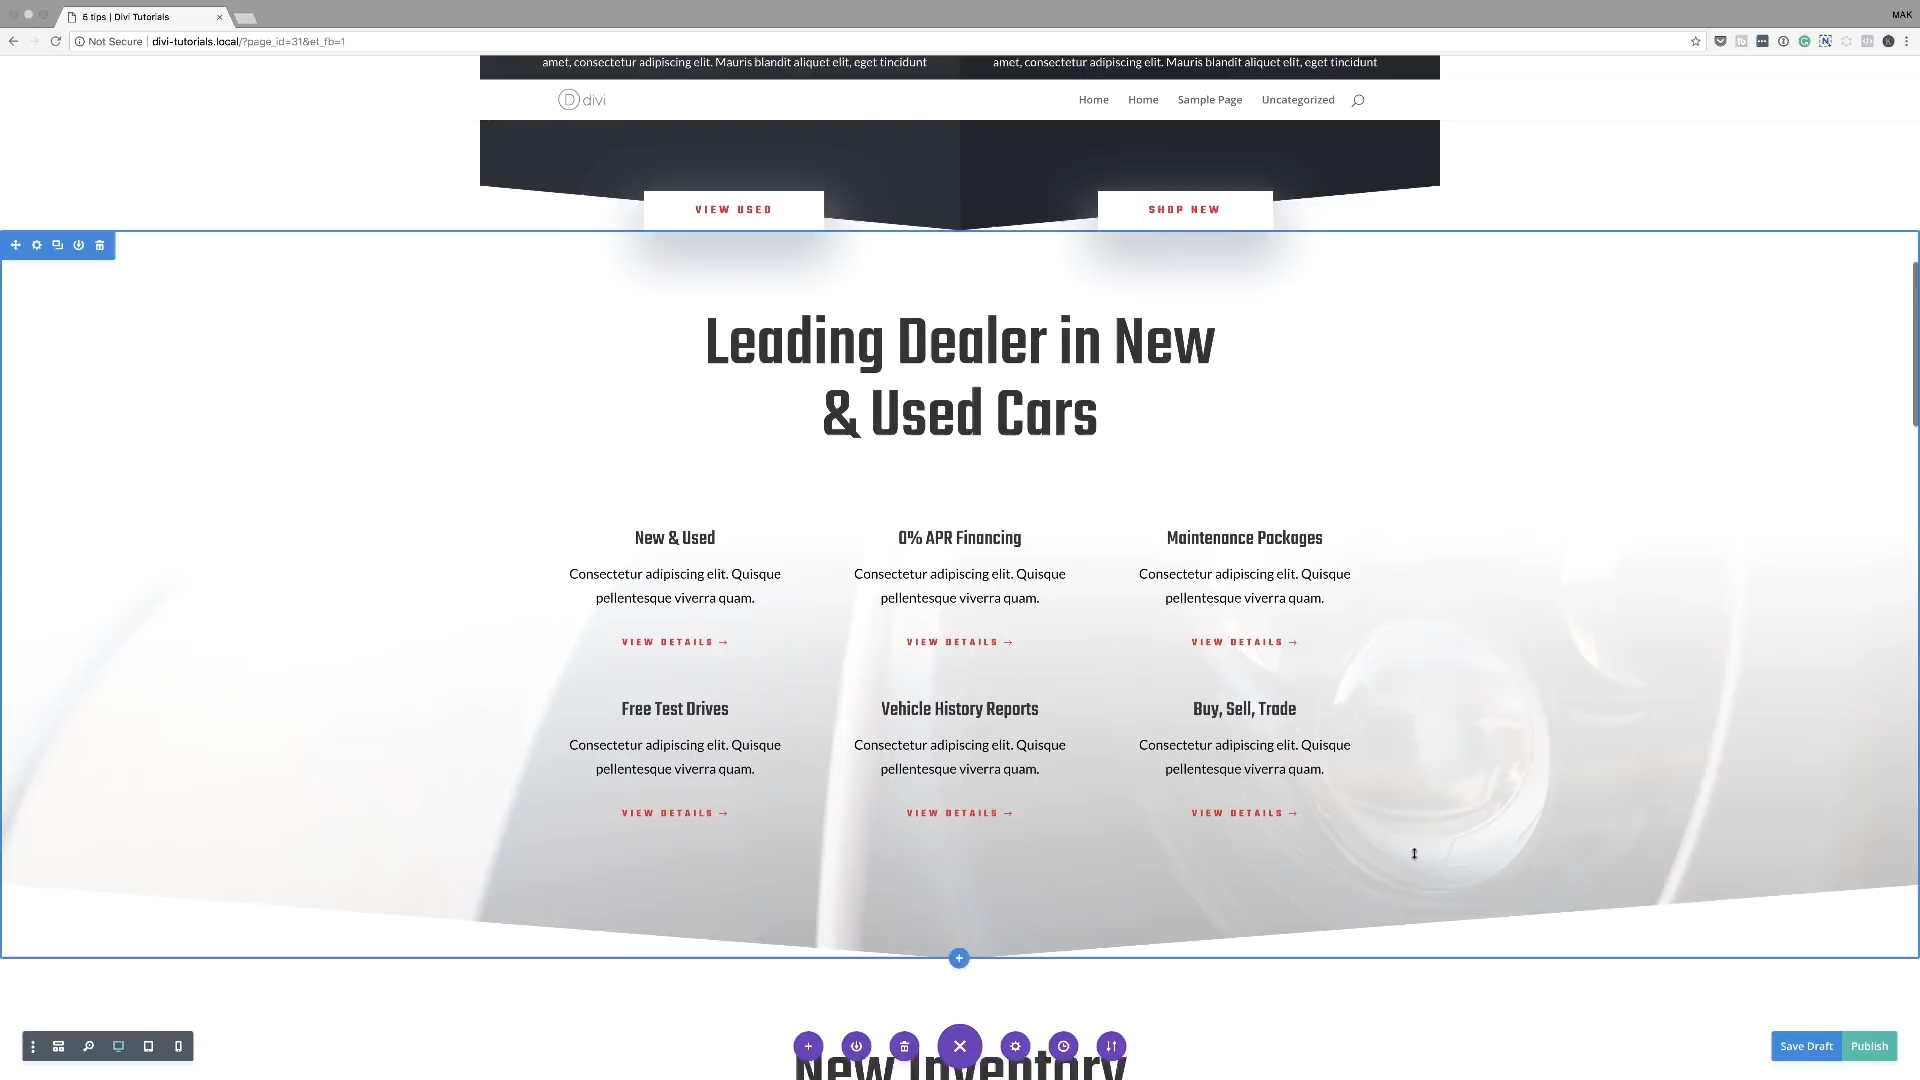 MAK
5 tips | Divi Tutorials
Not Secure | divi-tutorials.local/?page_id=31&et_fb=1
amet, consectetur adipiscing elit. Mauris blandit aliquet elit, eget tincidunt
amet, consectetur adipiscing elit. Mauris blandit aliquet elit, eget tincidunt
D divi
Home
Home
Sample Page
Uncategorized
VIEW USED
SHOP NEW
Leading Dealer in New
& Used Cars
New & Used
Consectetur adipiscing elit. Quisque
pellentesque viverra quam.
VIEW DETAILS →
0% APR Financing
Consectetur adipiscing elit. Quisque
pellentesque viverra quam.
VIEW DETAILS →
Maintenance Packages
Consectetur adipiscing elit. Quisque
pellentesque viverra quam.
VIEW DETAILS →
Free Test Drives
Consectetur adipiscing elit. Quisque
pellentesque viverra quam.
VIEW DETAILS →
Vehicle History Reports
Consectetur adipiscing elit. Quisque
pellentesque viverra quam.
VIEW DETAILS →
Buy, Sell, Trade
Consectetur adipiscing elit. Quisque
pellentesque viverra quam.
VIEW DETAILS →
New Inventory
Save Draft
Publish